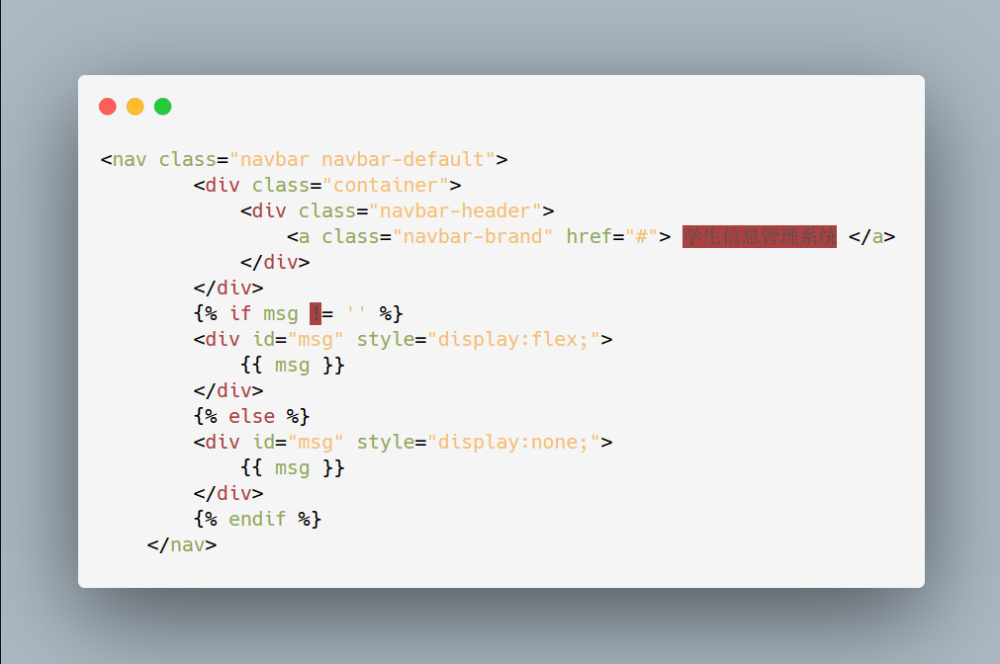 <nav class="navbar navbar-default">
        <div class="container">
            <div class="navbar-header">
                <a class="navbar-brand" href="#"> 学生信息管理系统 </a>
            </div>
        </div>
        {% if msg != '' %}
        <div id="msg" style="display:flex;">
            {{ msg }}
        </div>
        {% else %}
        <div id="msg" style="display:none;">
            {{ msg }}
        </div>
        {% endif %}
    </nav>